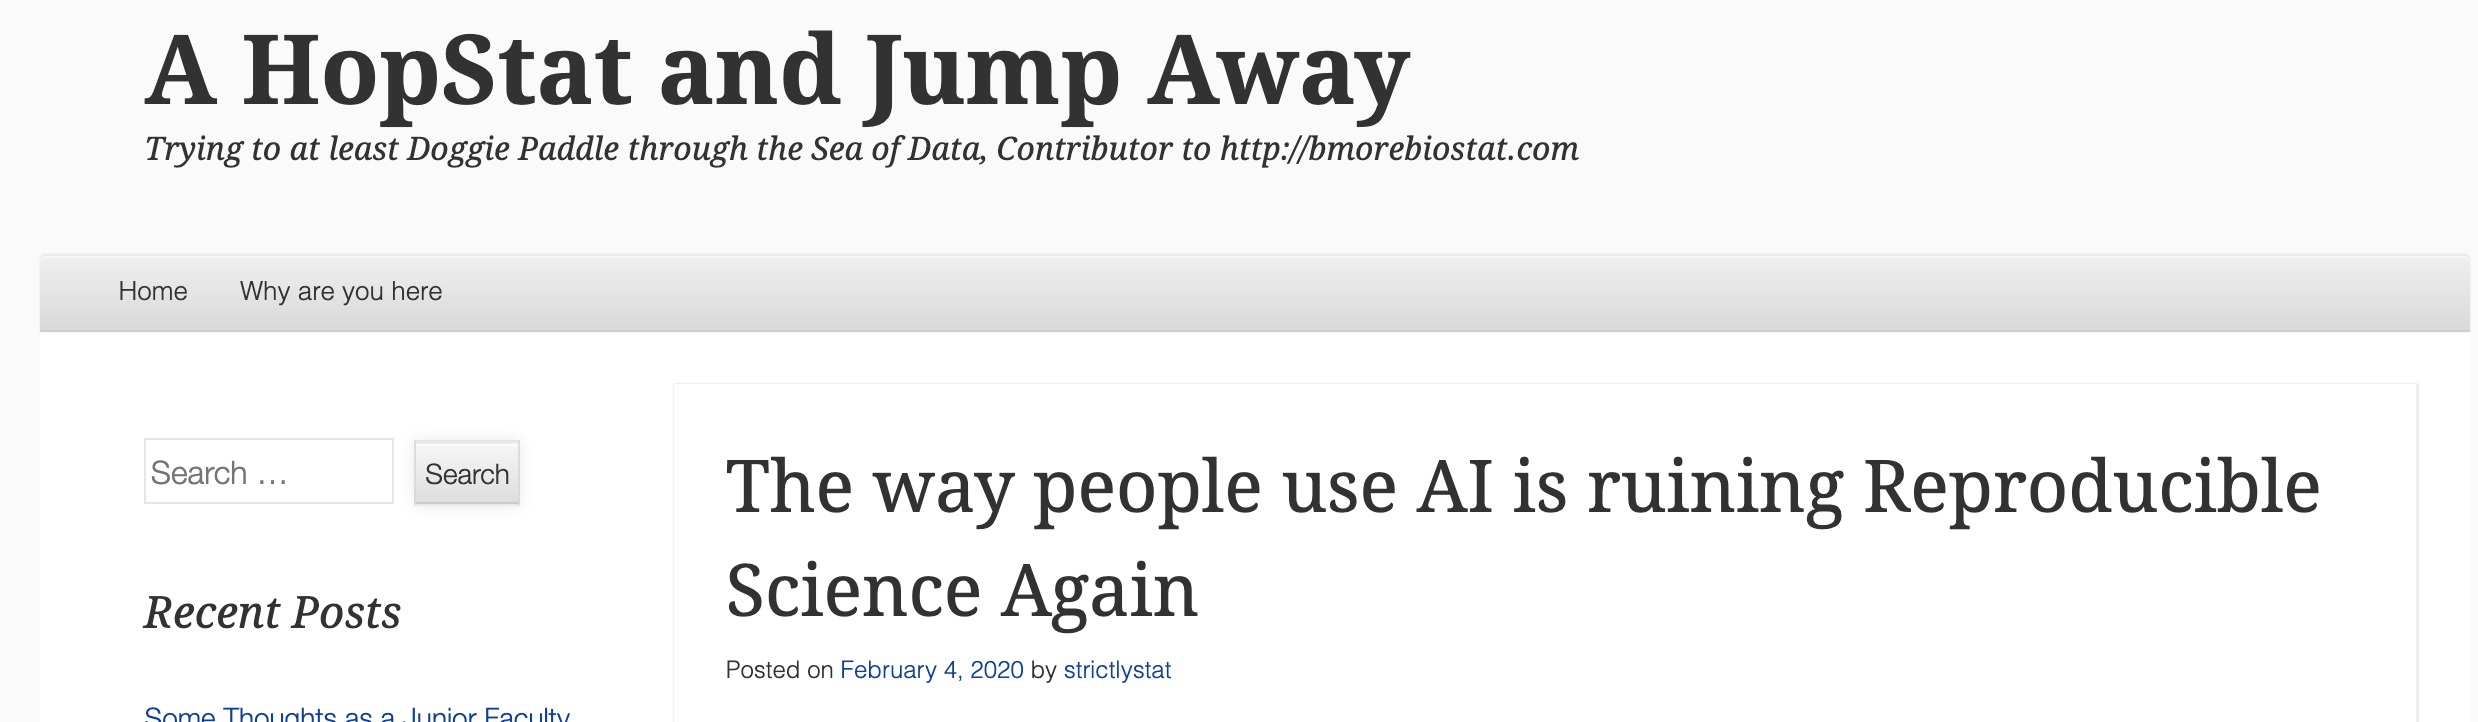 A HopStat and Jump Away
Trying to at least Doggie Paddle through the Sea of Data, Contributor to http://bmorebiostat.com
Home
Why are you here
Search …
Search
Recent Posts
Some Thoughts as a Junior Faculty
The way people use AI is ruining Reproducible
Science Again
Posted on February 4, 2020 by strictlystat